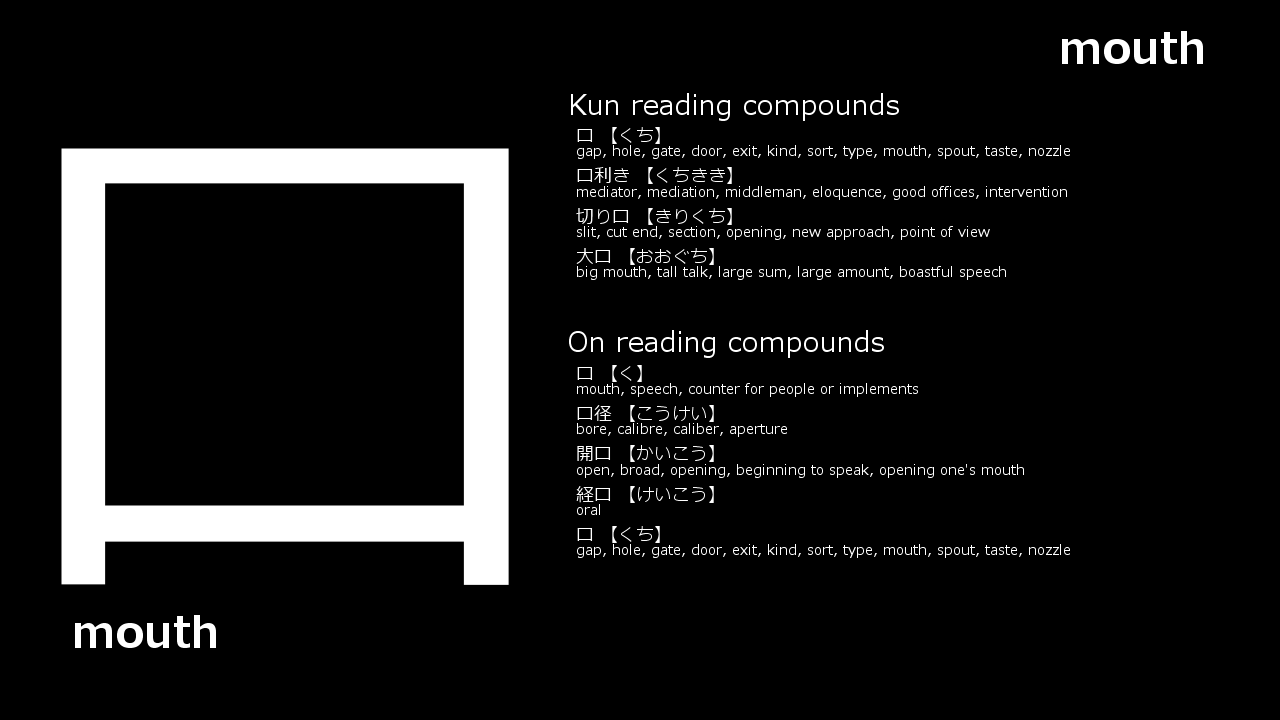 mouth
口
mouth
Kun reading compounds
口 【くち】
gap, hole, gate, door, exit, kind, sort, type, mouth, spout, taste, nozzle
口利き 【くちきき】
mediator, mediation, middleman, eloquence, good offices, intervention
切り口 【きりくち】
slit, cut end, section, opening, new approach, point of view
大口 【おおぐち】
big mouth, tall talk, large sum, large amount, boastful speech
On reading compounds
口 【く】
mouth, speech, counter for people or implements
口径 【こうけい】
bore, calibre, caliber, aperture
開口 【かいこう】
open, broad, opening, beginning to speak, opening one's mouth
経口 【けいこう】
oral
口 【くち】
gap, hole, gate, door, exit, kind, sort, type, mouth, spout, taste, nozzle